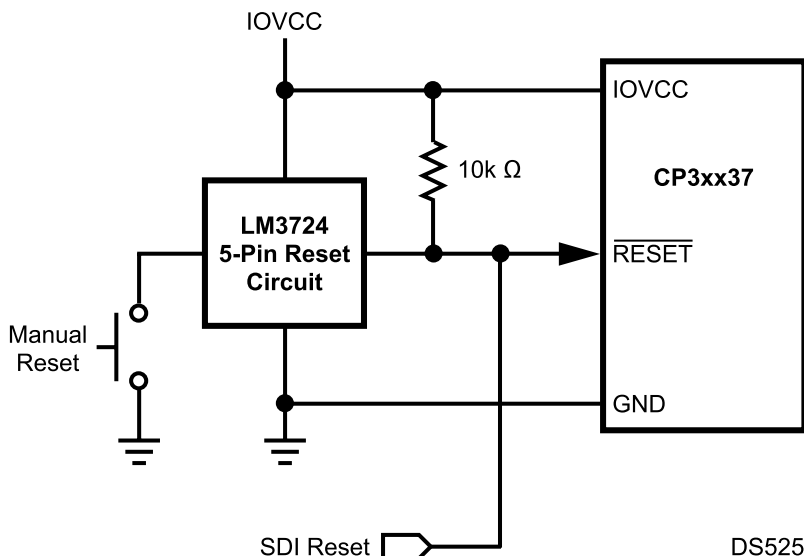 IOVCC
IOVCC
10k Ω
CP3xx37
LM3724
5-Pin Reset
Circuit
RESET
Manual
Reset
GND
SDI Reset
DS525